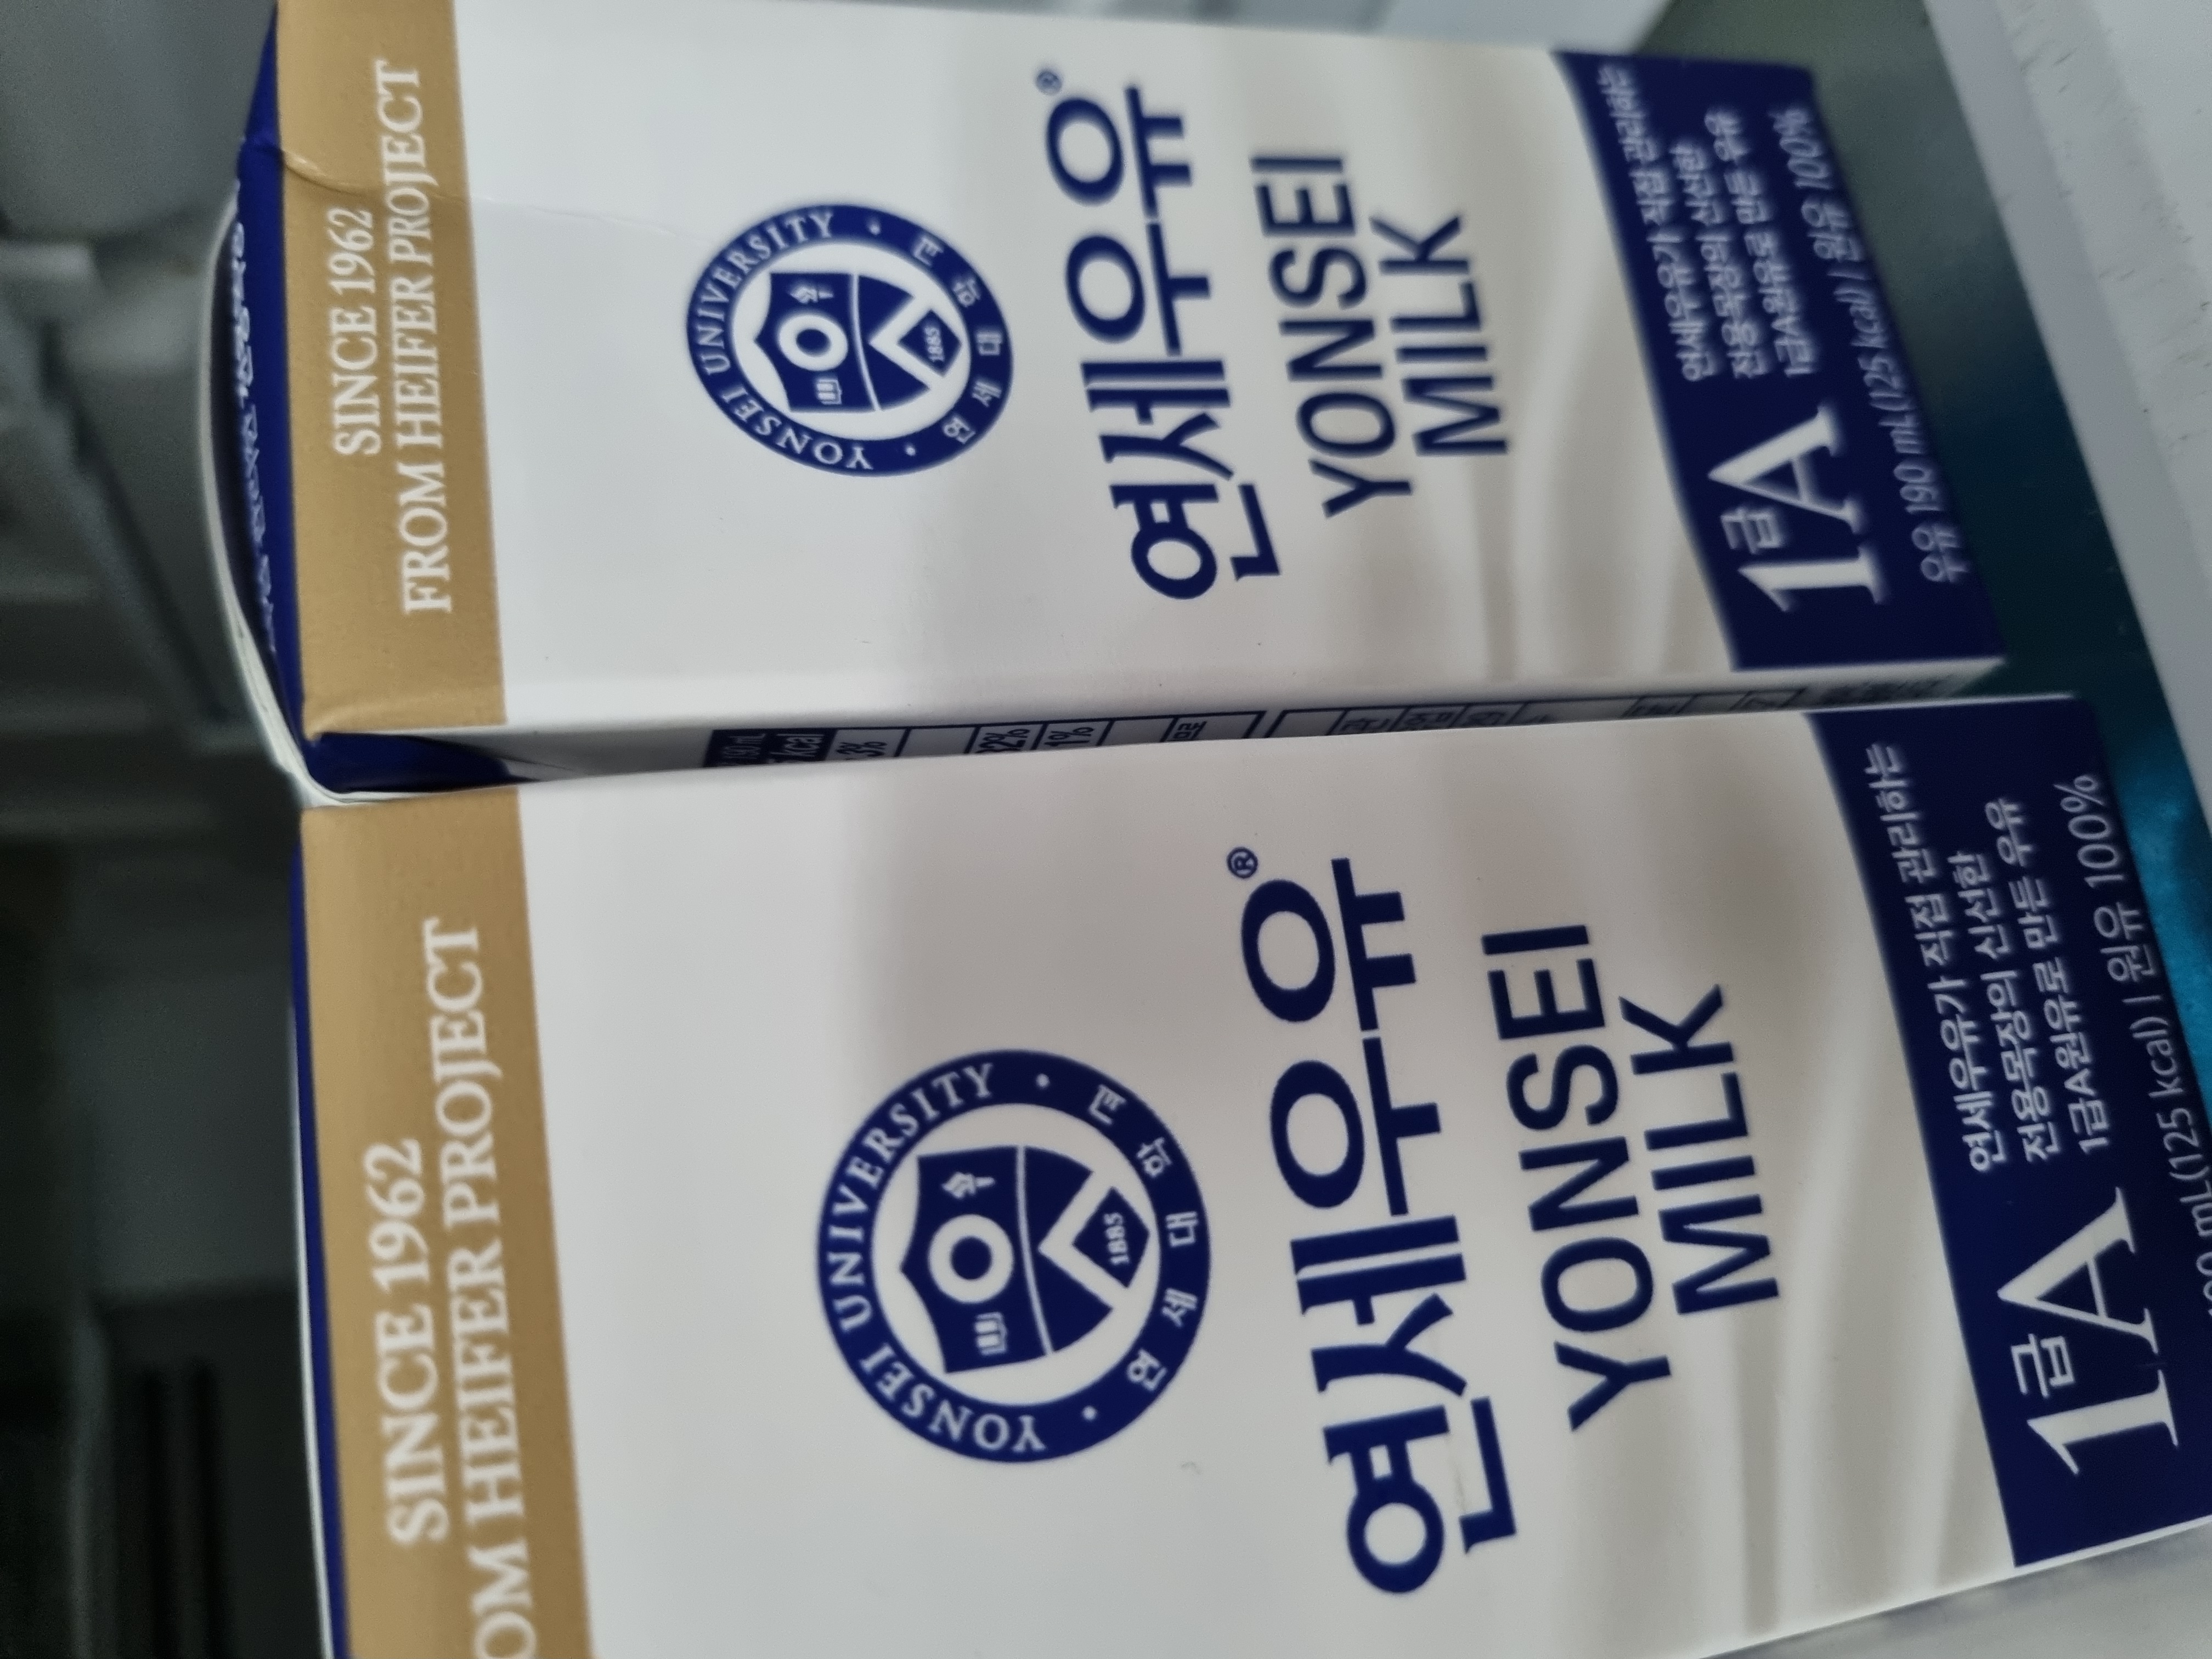 SINCE 1962
FROM HEIFER PROJECT
YONSEI UNIVERSITY
연세대학교
1885
연세우유®
YONSEI
MILK
1급A
연세우유가 직접 관리하는
전용목장의 신선한
1급A원유로 만든 우유
우유 190 mL(125 kcal) | 원유 100%
kcal
SINCE 1962
OM HEIFER PROJECT
YONSEI UNIVERSITY
연세대학교
1885
연세우유®
YONSEI
MILK
1급A
연세우유가 직접 관리하는
전용목장의 신선한
1급A원유로 만든 우유
mL(125 kcal) | 원유 100%